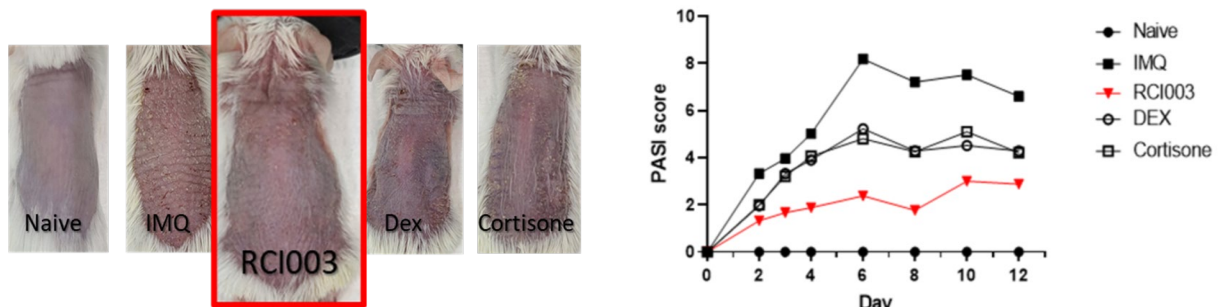 Naive
IMQ
RCI003
Dex
Cortisone
PASI score
10
8
6
4
2
0
0 2 4 6 8 10 12
Day
Naive
IMQ
RCI003
DEX
Cortisone